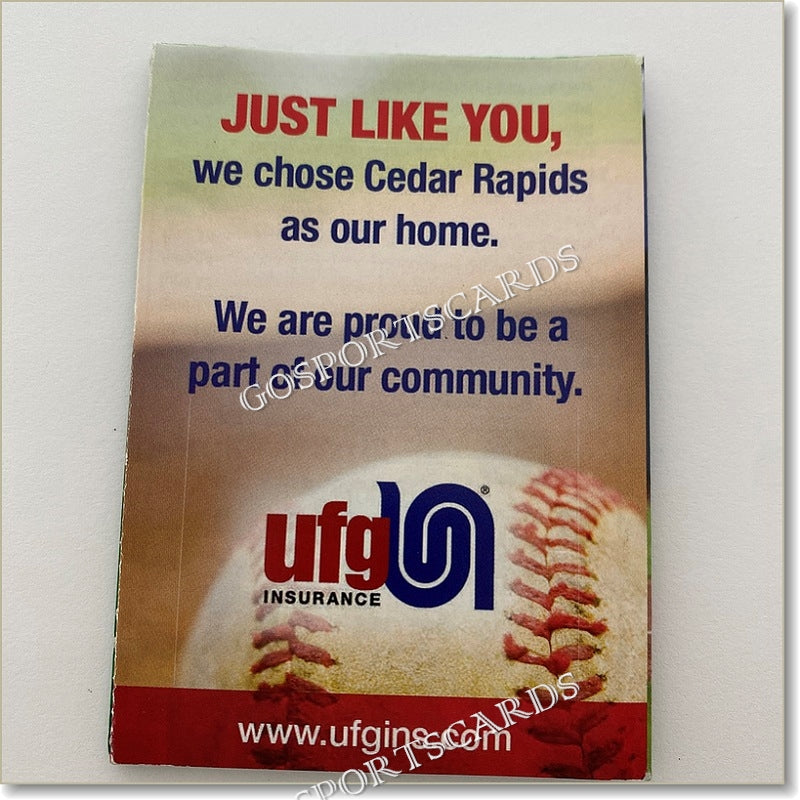 JUST LIKE YOU,
we chose Cedar Rapids
as our home.
We are proud to be a
part of our community.
GOSPORTSCARDS
ufg ®
INSURANCE
www.ufgins.com
GOSPORTSCARDS